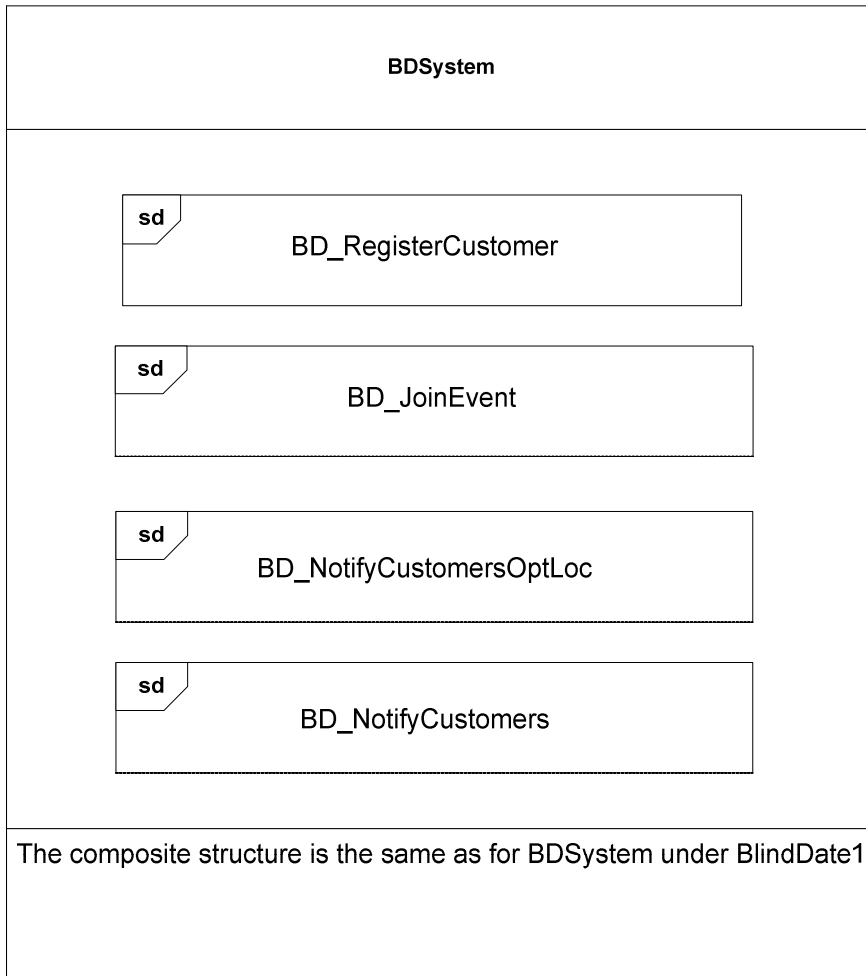 BDSystem
sd
BD_RegisterCustomer
sd
BD_JoinEvent
sd
BD_NotifyCustomersOptLoc
sd
BD_NotifyCustomers
The composite structure is the same as for BDSystem under BlindDate1